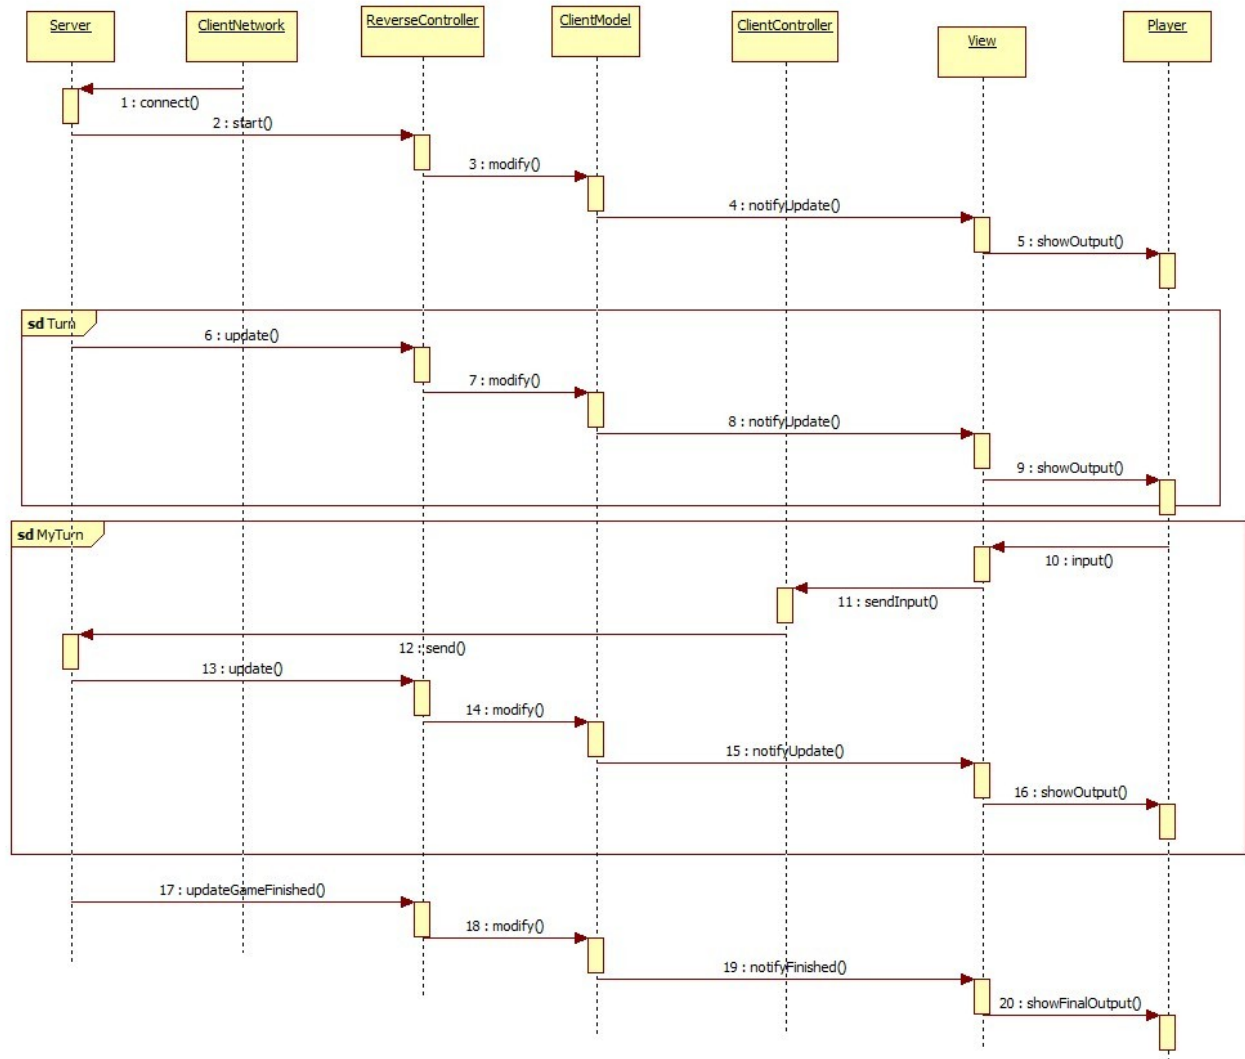 Server
ClientNetwork
ReverseController
ClientModel
ClientController
View
Player
1 : connect()
2 : start()
3 : modify()
4 : notifyUpdate()
5 : showOutput()
sd Turn
6 : update()
7 : modify()
8 : notifyUpdate()
9 : showOutput()
sd MyTurn
10 : input()
11 : sendInput()
12 : send()
13 : update()
14 : modify()
15 : notifyUpdate()
16 : showOutput()
17 : updateGameFinished()
18 : modify()
19 : notifyFinished()
20 : showFinalOutput()